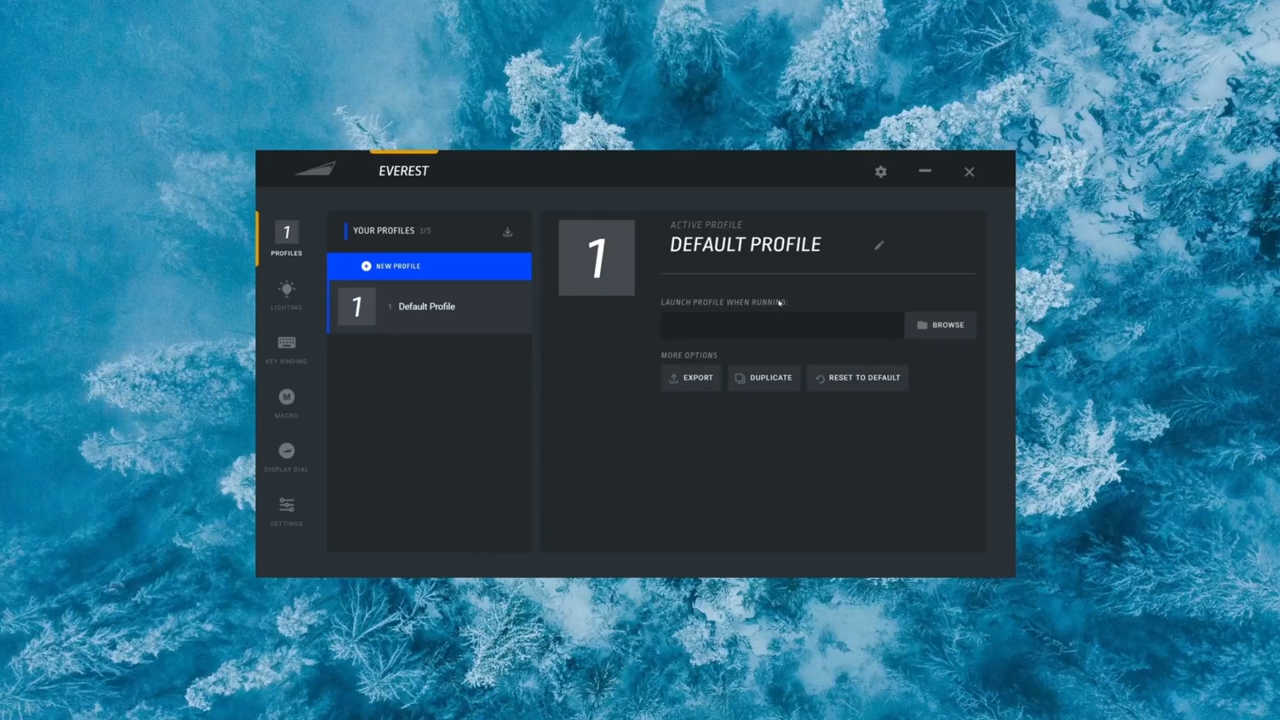 EVEREST
1
PROFILES
LIGHTING
KEY BINDING
M
MACRO
DISPLAY DIAL
SETTINGS
YOUR PROFILES 1/5
NEW PROFILE
1 1 Default Profile
1
ACTIVE PROFILE
DEFAULT PROFILE
LAUNCH PROFILE WHEN RUNNING:
BROWSE
MORE OPTIONS
EXPORT DUPLICATE RESET TO DEFAULT